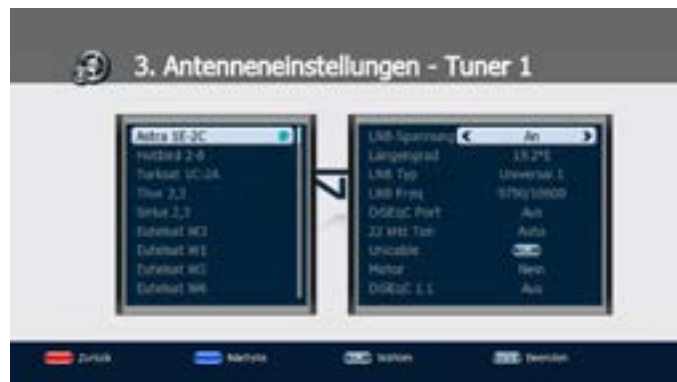 3. Antenneneinstellungen - Tuner 1
Astra 1E-2C
Hotbird 2-8
Turksat 1C-2A
Thor 2,3
Sirius 2,3
Eutelsat W3
Eutelsat W1
Eutelsat W2
Eutelsat W6
LNB-Spannung An
Längengrad 19.2°E
LNB Typ Universal 1
LNB Freq 9750/10600
DiSEqC Port Aus
22 kHz Ton Auto
Unicable
Motor Nein
DiSEqC 1.1 Aus
Zurück
Nächste
Wählen
Beenden